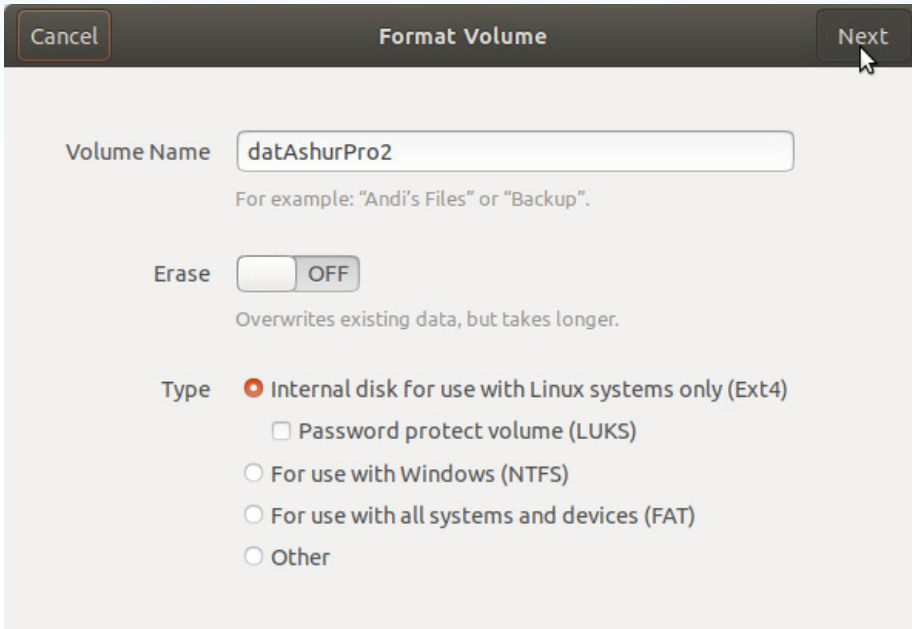 Cancel Format Volume Next
Volume Name datAshurPro2
For example: “Andi’s Files” or “Backup”.
Erase OFF
Overwrites existing data, but takes longer.
Type Internal disk for use with Linux systems only (Ext4)
Password protect volume (LUKS)
For use with Windows (NTFS)
For use with all systems and devices (FAT)
Other